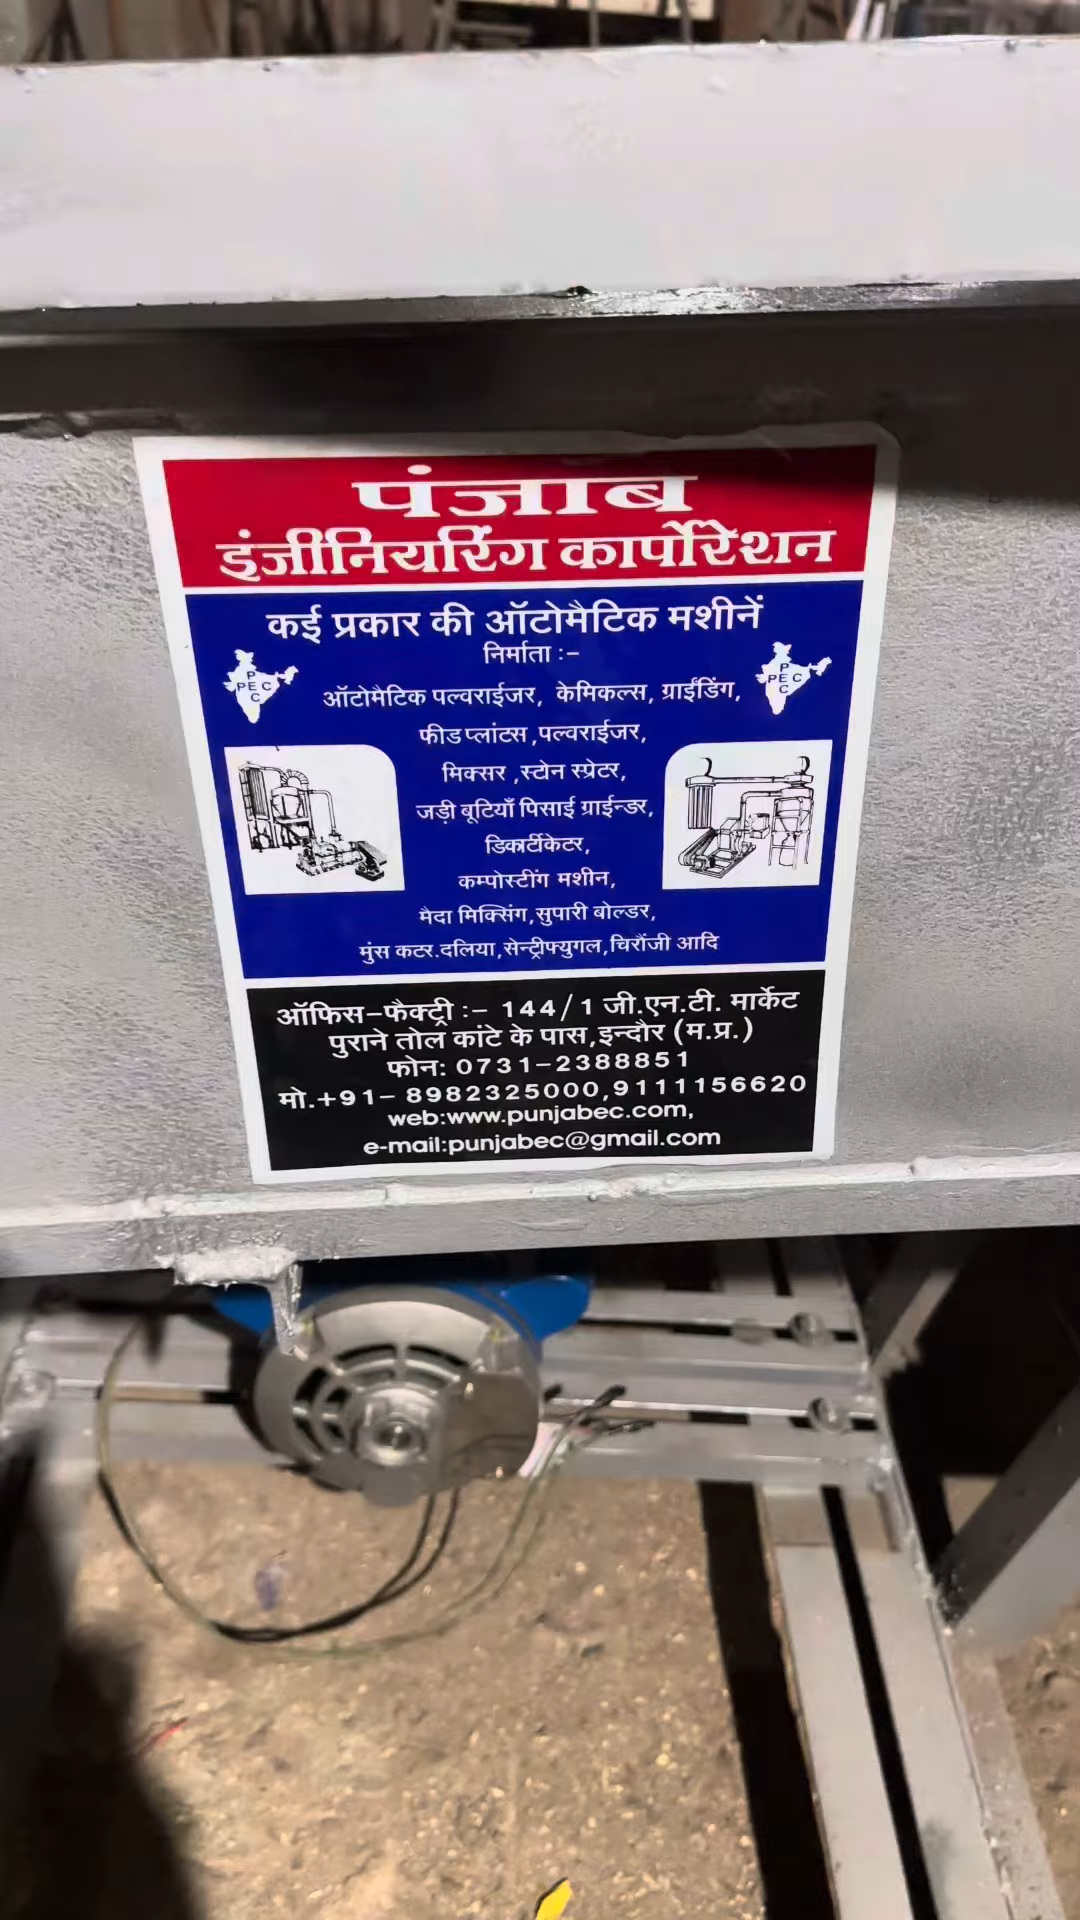 पंजाब
इंजीनियरिंग कार्पोरेशन
कई प्रकार की ऑटोमैटिक मशीनें
निर्माता :–
P
PEC
C
P
PEC
C
ऑटोमैटिक पल्वराईजर, केमिकल्स, ग्राईंडिंग,
फीड प्लांटस ,पल्वराईजर,
मिक्सर ,स्टोन स्प्रेटर,
जड़ी बूटियाँ पिसाई ग्राईन्डर,
डिकार्टीकेटर,
कम्पोस्टींग मशीन,
मैदा मिक्सिंग,सुपारी बोल्डर,
मुंस कटर.दलिया,सेन्ट्रीफ्युगल,चिरौंजी आदि
ऑफिस–फैक्ट्री :– 144/1 जी.एन.टी. मार्केट
पुराने तोल कांटे के पास,इन्दौर (म.प्र.)
फोन: 0731–2388851
मो.+91– 8982325000,9111156620
web:www.punjabec.com,
e-mail:punjabec@gmail.com